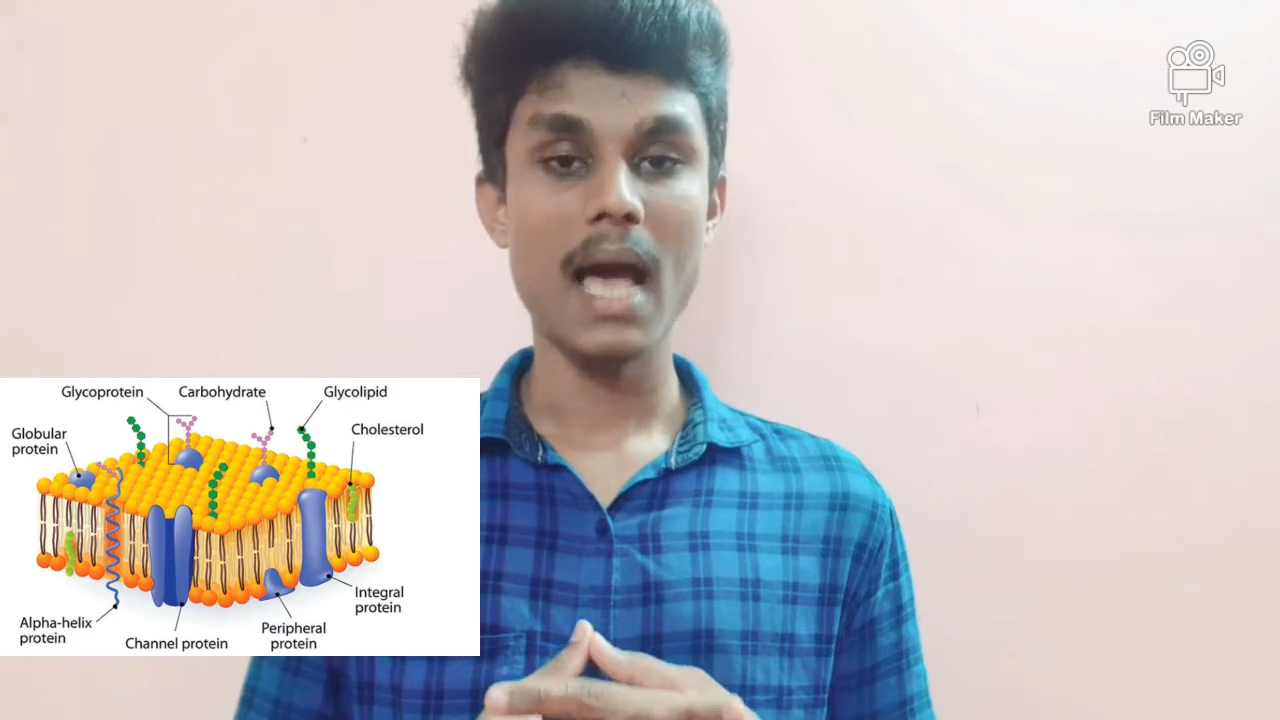 Film Maker
Glycoprotein
Carbohydrate
Glycolipid
Globular
protein
Cholesterol
Integral
protein
Alpha-helix
protein
Channel protein
Peripheral
protein